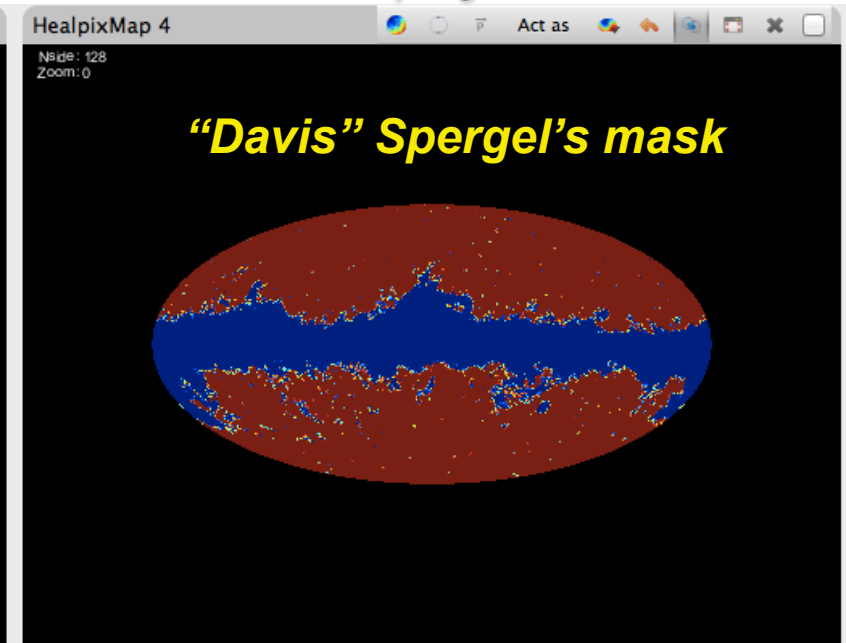 HealpixMap 4
p
Act as
Nside: 128
Zoom: 0
“Davis” Spergel’s mask